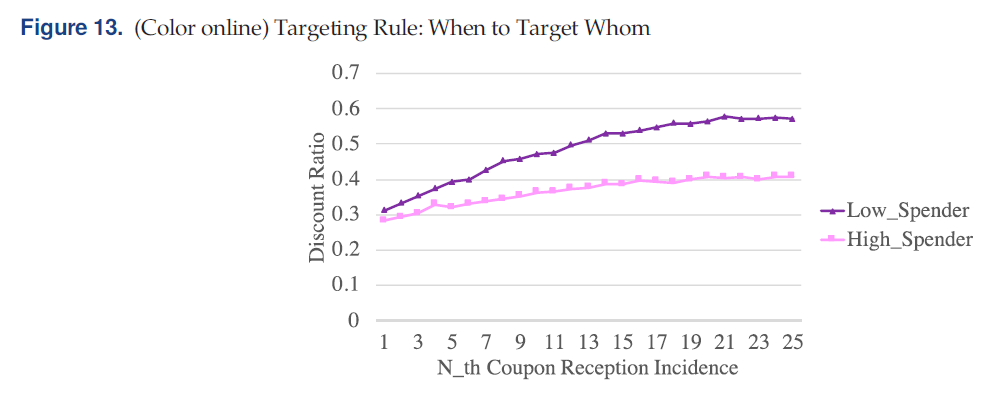 Figure 13. (Color online) Targeting Rule: When to Target Whom
0.7
0.6
0.5
0.4
0.3
0.2
0.1
0
Discount Ratio
1 3 5 7 9 11 13 15 17 19 21 23 25
N_th Coupon Reception Incidence
Low_Spender
High_Spender